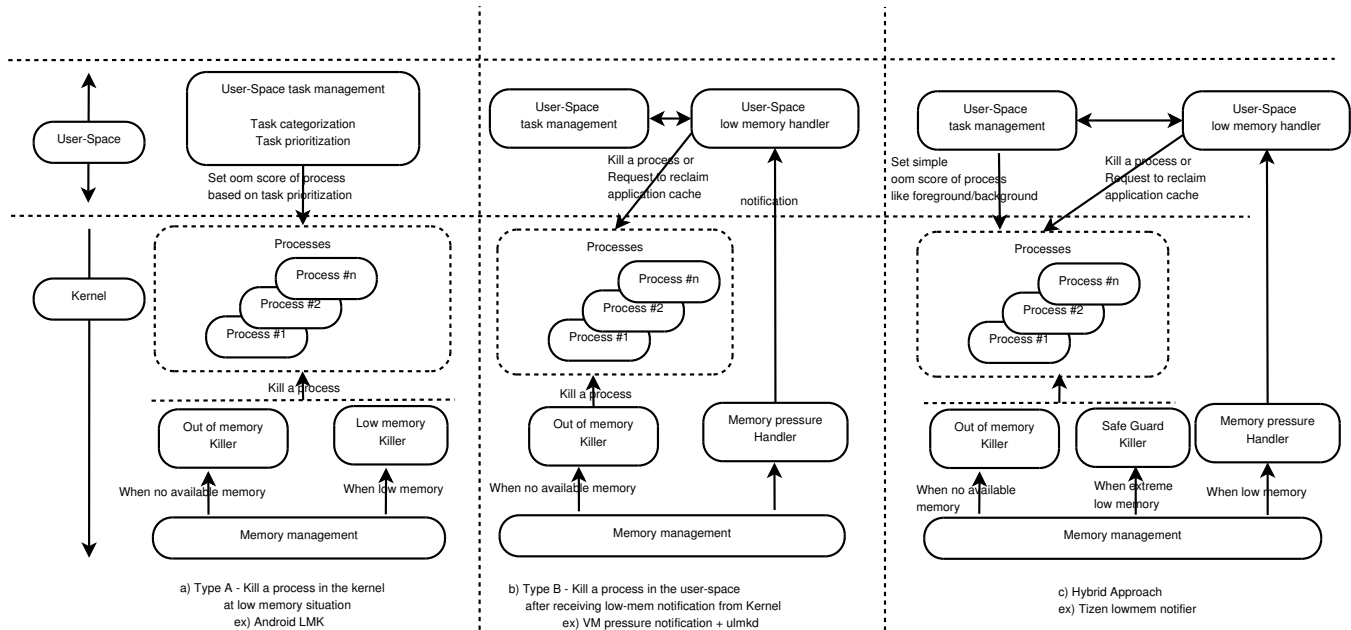 User-Space
Kernel
User-Space task management
Task categorization
Task prioritization
Set oom score of process
based on task prioritization
Processes
Process #n
Process #2
Process #1
Kill a process
Out of memory
Killer
Low memory
Killer
When no available memory
When low memory
Memory management
a) Type A - Kill a process in the kernel
at low memory situation
ex) Android LMK
User-Space
task management
User-Space
low memory handler
Kill a process or
Request to reclaim
application cache
notification
Processes
Process #n
Process #2
Process #1
Kill a process
Out of memory
Killer
Memory pressure
Handler
When no available memory
Memory management
b) Type B - Kill a process in the user-space
after receiving low-mem notification from Kernel
ex) VM pressure notification + ulmkd
User-Space
task management
User-Space
low memory handler
Set simple
oom score of process
like foreground/background
Kill a process or
Request to reclaim
application cache
Processes
Process #n
Process #2
Process #1
Out of memory
Killer
Safe Guard
Killer
Memory pressure
Handler
When no available
memory
When extreme
low memory
When low memory
Memory management
c) Hybrid Approach
ex) Tizen lowmem notifier